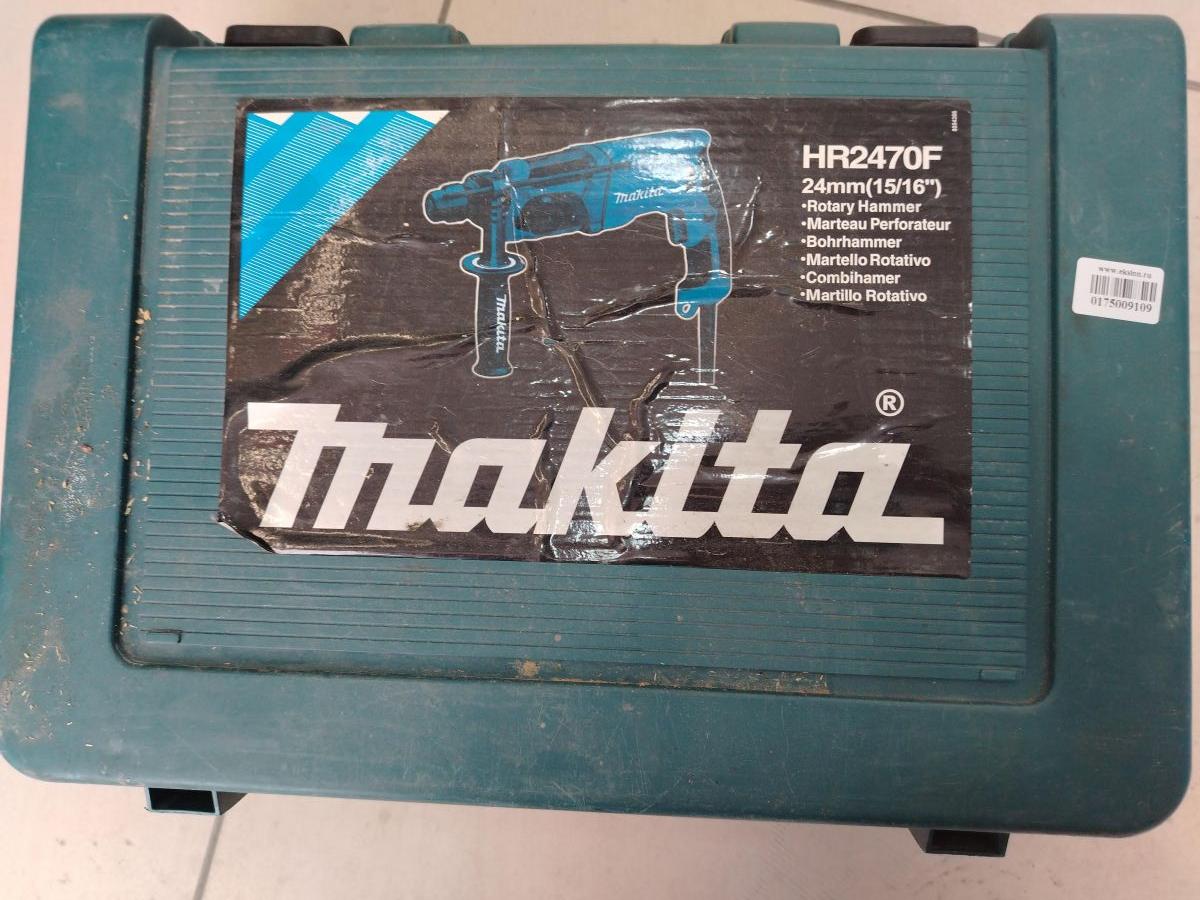 HR2470F
24mm(15/16")
•Rotary Hammer
•Marteau Perforateur
•Bohrhammer
•Martello Rotativo
•Combihamer
•Martillo Rotativo
makita
makita
makita®
www.eksinn.ru
0175009109